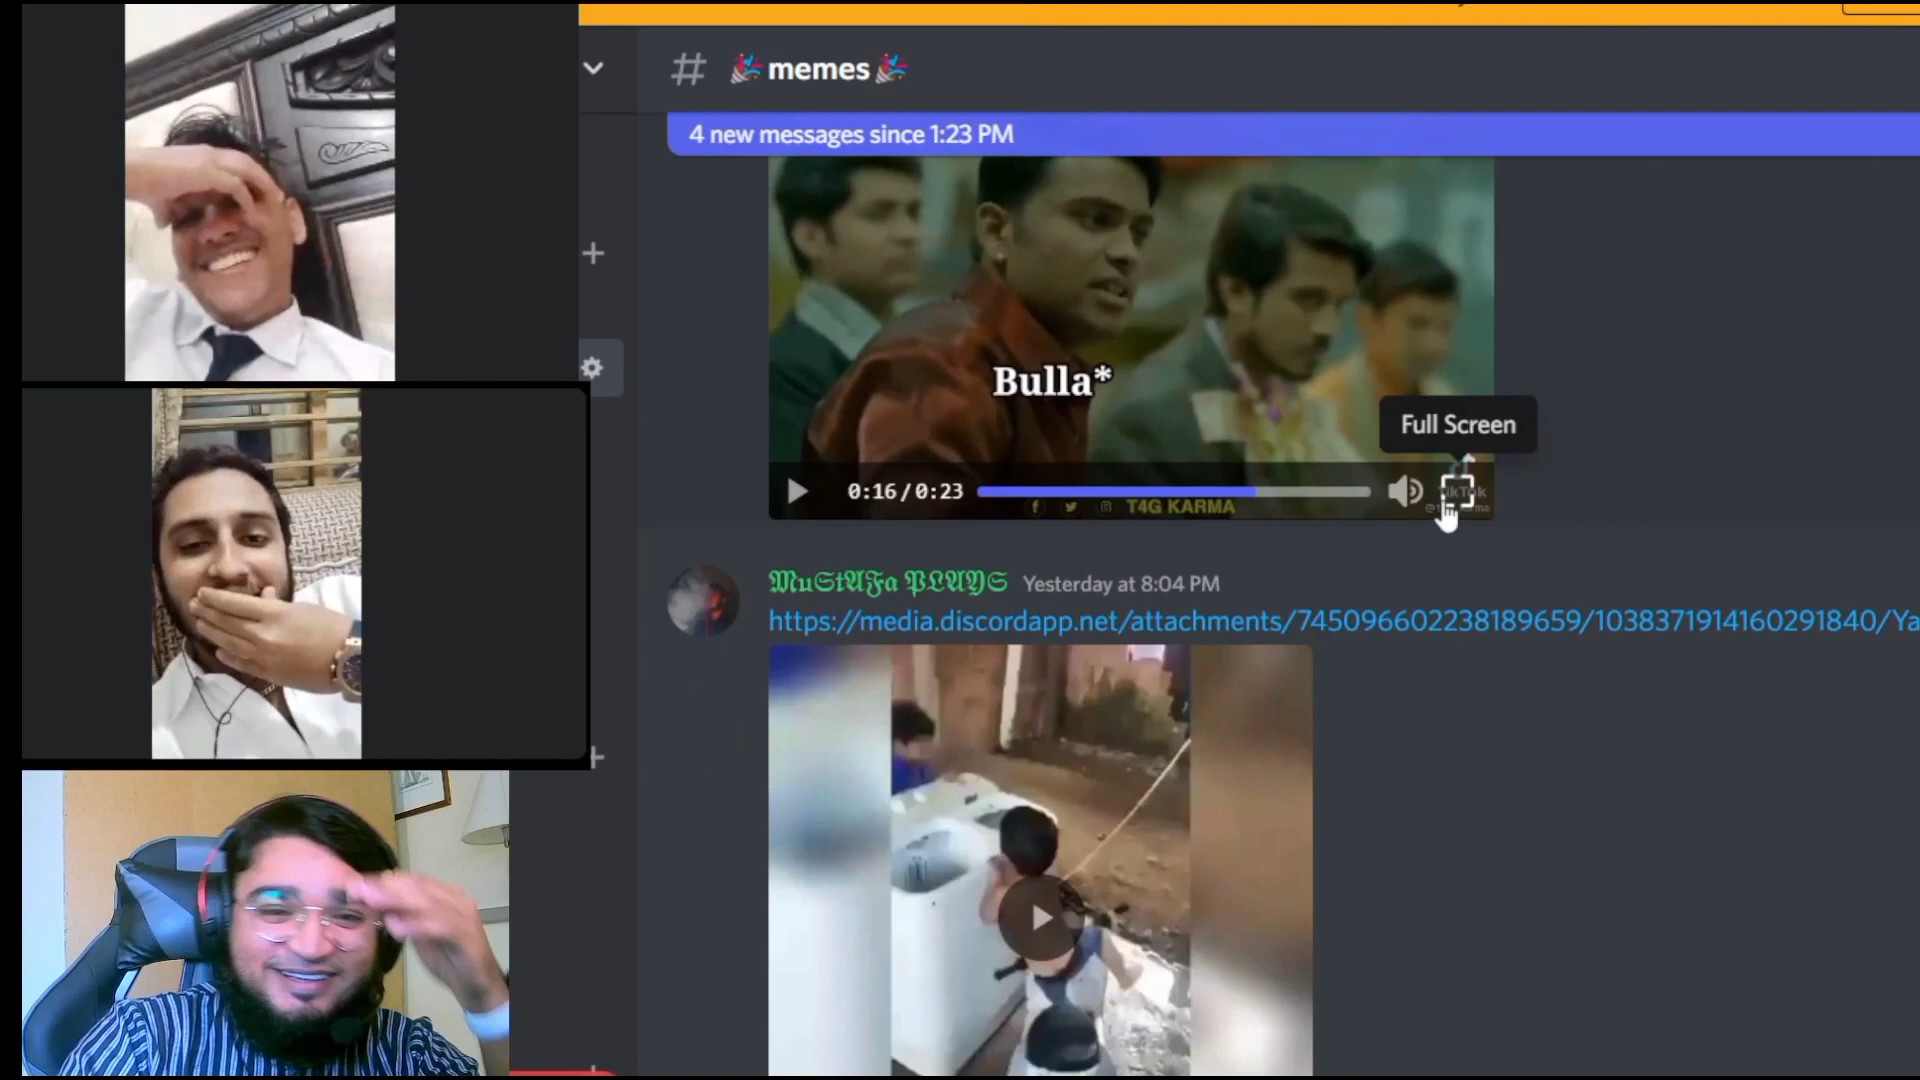 # 🎉 memes 🎉
4 new messages since 1:23 PM
Bulla*
Full Screen
0:16/0:23
TikTok
T4G KARMA
𝕸𝖚𝕾𝖙𝕬𝕱𝖆 𝕻𝕷𝕬𝖄𝕾 Yesterday at 8:04 PM
https://media.discordapp.net/attachments/745096602238189659/1038371914160291840/Ya